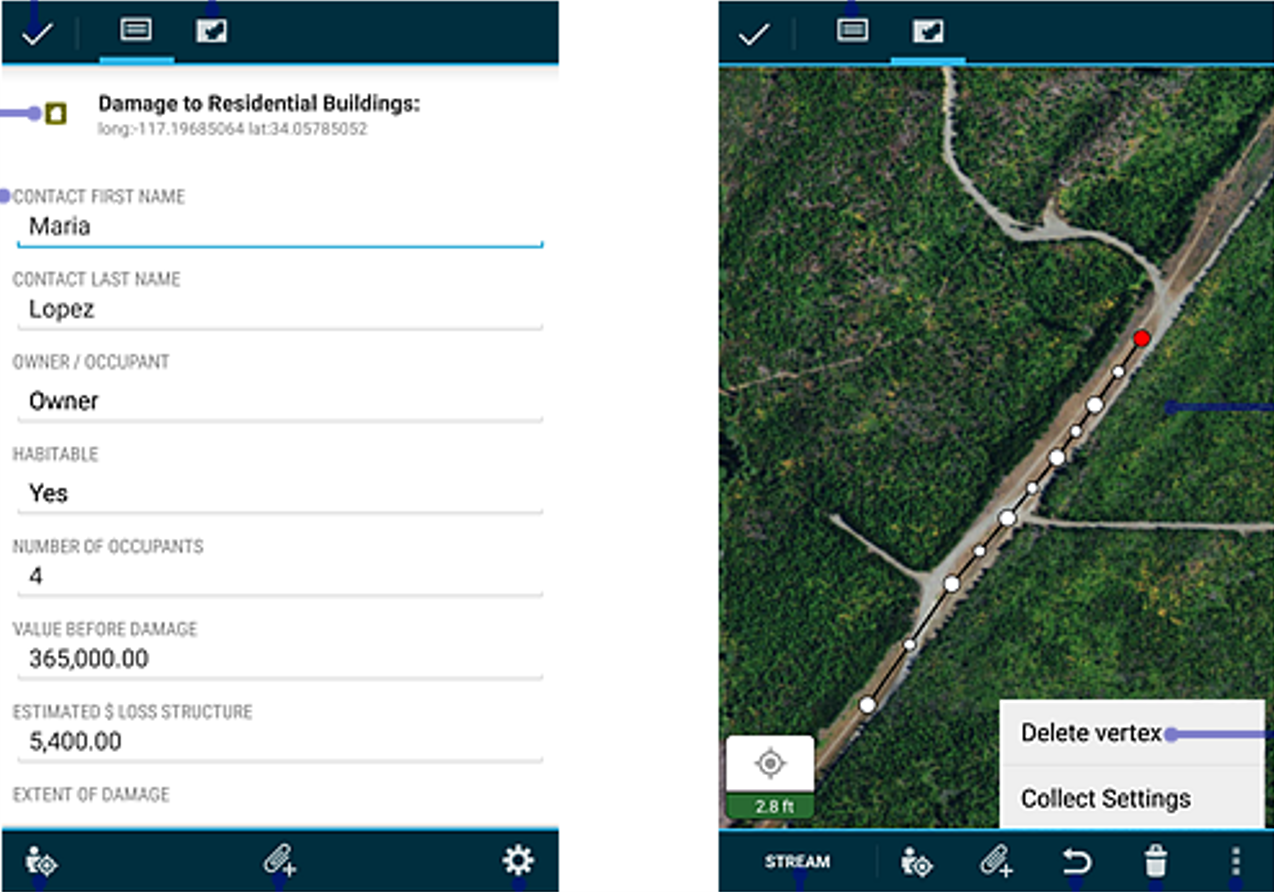 Damage to Residential Buildings:
long:-117.19685064 lat:34.05785052
CONTACT FIRST NAME
Maria
CONTACT LAST NAME
Lopez
OWNER / OCCUPANT
Owner
HABITABLE
Yes
NUMBER OF OCCUPANTS
4
VALUE BEFORE DAMAGE
365,000.00
ESTIMATED $ LOSS STRUCTURE
5,400.00
EXTENT OF DAMAGE
Delete vertex
Collect Settings
2.8 ft
STREAM